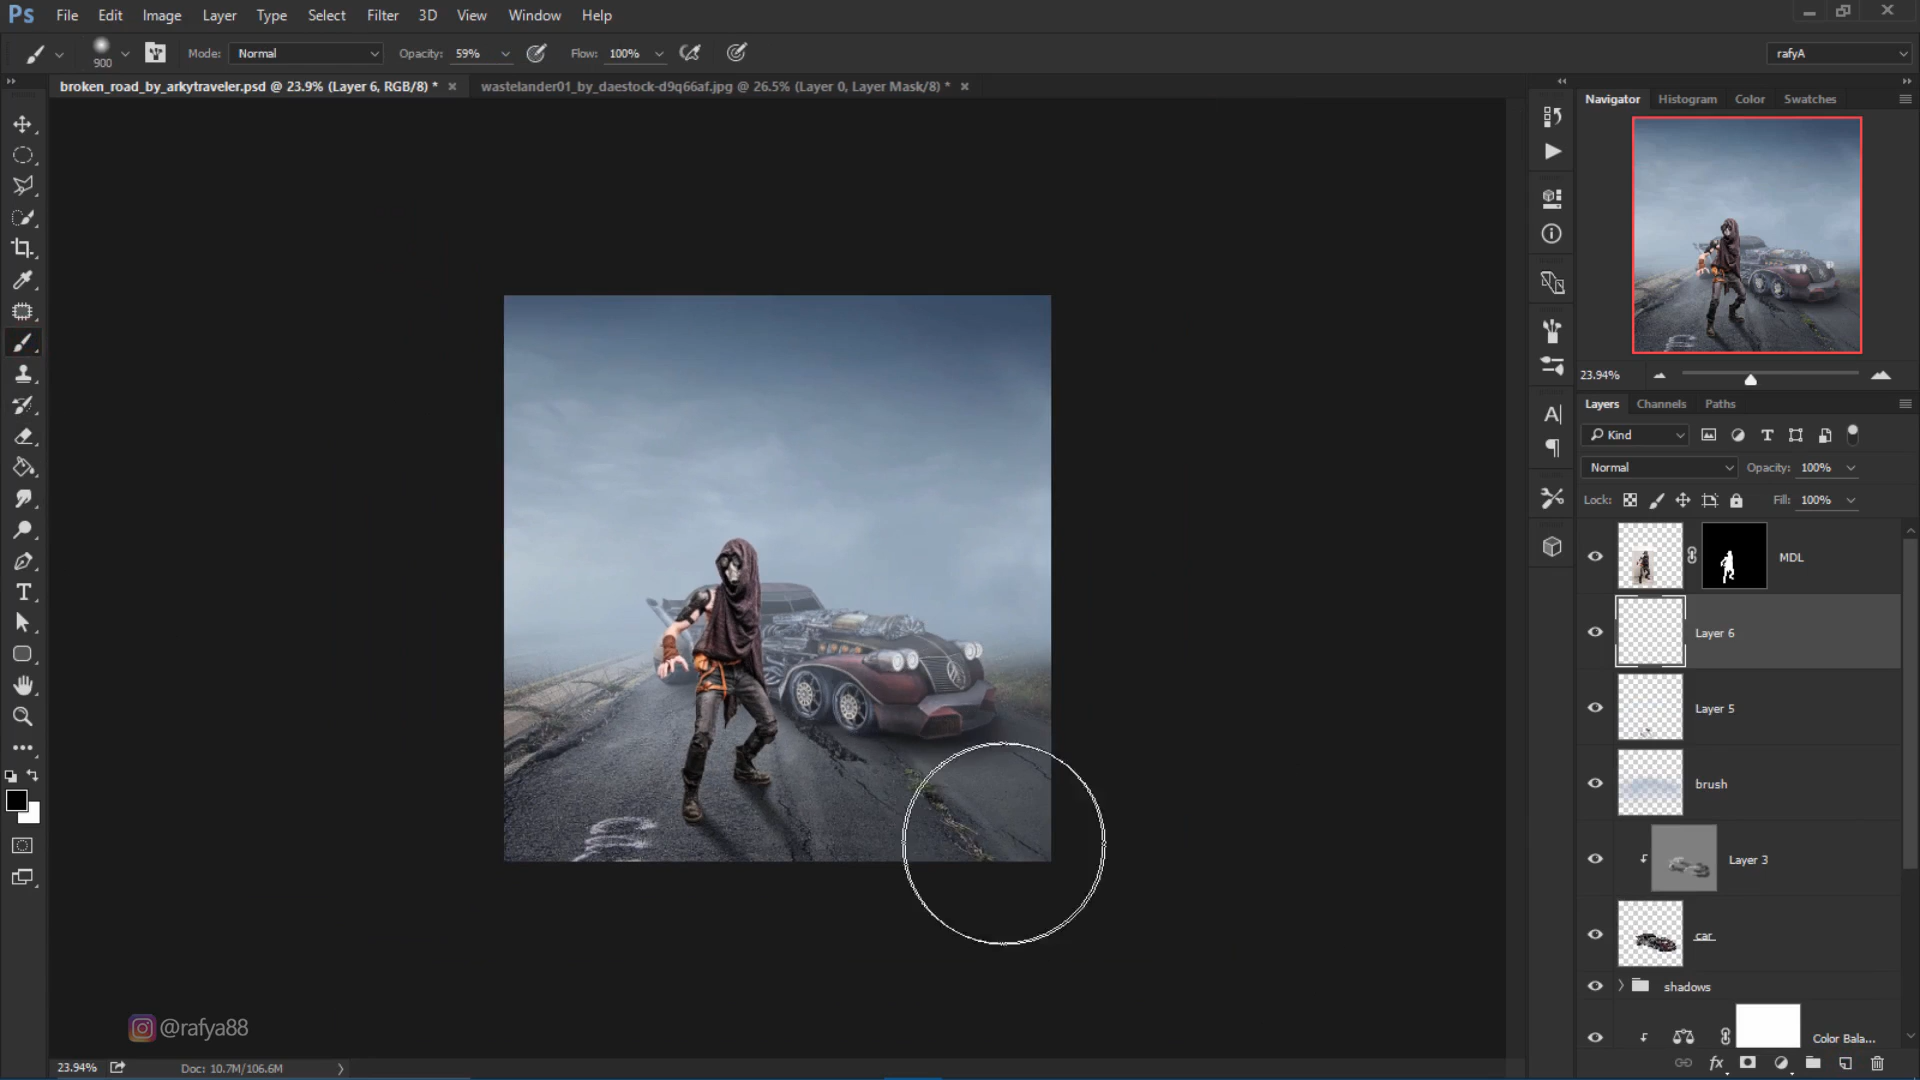 Ps File Edit Image Layer Type Select Filter 3D View Window Help
900 Mode: Normal Opacity: 59% Flow: 100% rafyA
broken_road_by_arkytraveler.psd @ 23.9% (Layer 6, RGB/8) * wastelander01_by_daestock-d9q66af.jpg @ 26.5% (Layer 0, Layer Mask/8) *
Navigator Histogram Color Swatches
23.94%
Layers Channels Paths
Kind
Normal Opacity: 100%
Lock: Fill: 100%
MDL
Layer 6
Layer 5
brush
Layer 3
car
shadows
Color Bala...
@rafya88
23.94% Doc: 10.7M/106.6M